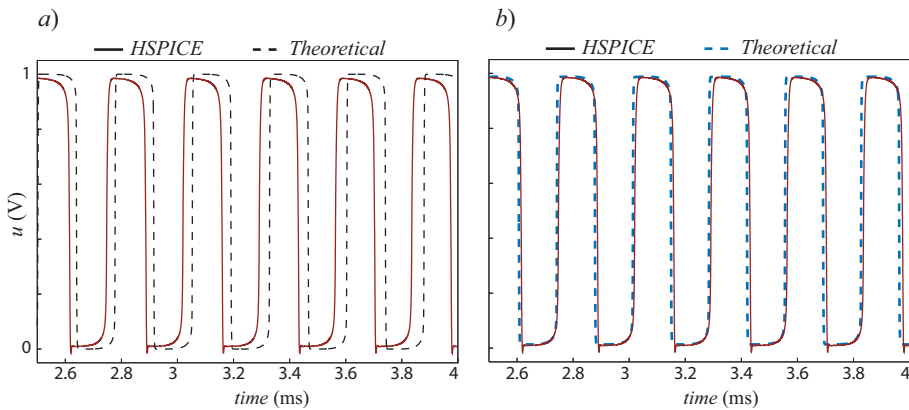 a)
b)
HSPICE Theoretical
HSPICE Theoretical
1
u (V)
0
2.6 2.8 3 3.2 3.4 3.6 3.8 4
2.6 2.8 3 3.2 3.4 3.6 3.8 4
time (ms)
time (ms)